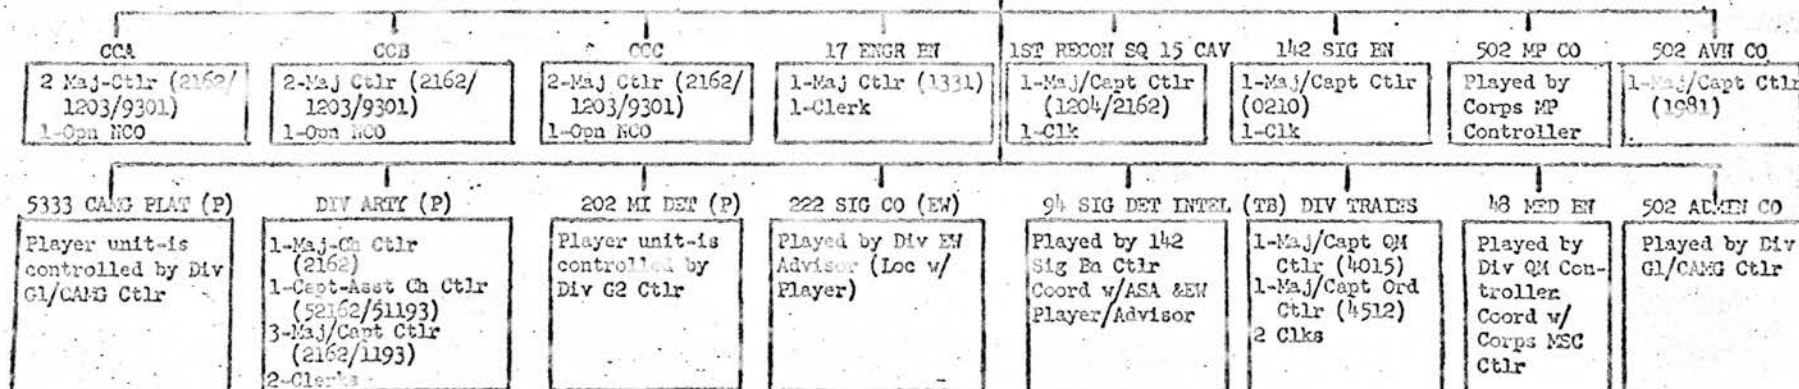 CCA
2 Maj-Ctlr (2162/
1203/9301)
1-Opn NCO
CCB
2-Maj Ctlr (2162/
1203/9301)
1-Opn NCO
CCC
2-Maj Ctlr (2162/
1203/9301)
1-Opn NCO
17 ENGR BN
1-Maj Ctlr (1331)
1-Clerk
1ST RECON SQ 15 CAV
1-Maj/Capt Ctlr
(1204/2162)
1-Clk
142 SIG BN
1-Maj/Capt Ctlr
(0210)
1-Clk
502 MP CO
Played by
Corps MP
Controller
502 AVN CO
1-Maj/Capt Ctlr
(1981)
5333 CAMG PLAT (P)
Player unit-is
controlled by Div
G1/CAMG Ctlr
DIV ARTY (P)
1-Maj-Ch Ctlr
(2162)
1-Capt-Asst Ch Ctlr
(52162/51193)
3-Maj/Capt Ctlr
(2162/1193)
2-Clerks
202 MI DET (P)
Player unit-is
controlled by
Div G2 Ctlr
222 SIG CO (EW)
Played by Div EW
Advisor (Loc w/
Player)
94 SIG DET INTEL (TB)
Played by 142
Sig Bn Ctlr
Coord w/ASA &EW
Player/Advisor
DIV TRAINS
1-Maj/Capt QM
Ctlr (4015)
1-Maj/Capt Ord
Ctlr (4512)
2 Clks
48 MED BN
Played by
Div QM Con-
troller
Coord w/
Corps MSC
Ctlr
502 ADMIN CO
Played by Div
G1/CAMG Ctlr